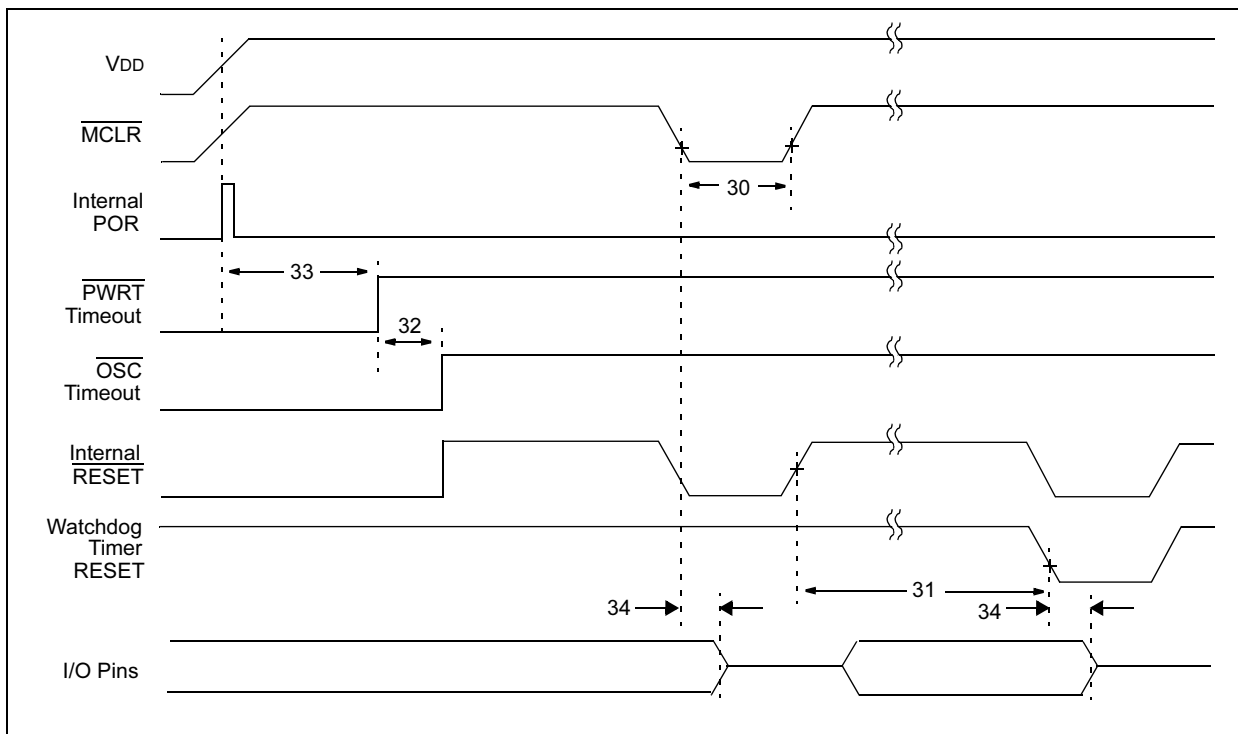 VDD
MCLR
30
Internal
POR
33
PWRT
Timeout
32
OSC
Timeout
Internal
RESET
Watchdog
Timer
RESET
31
34
34
I/O Pins